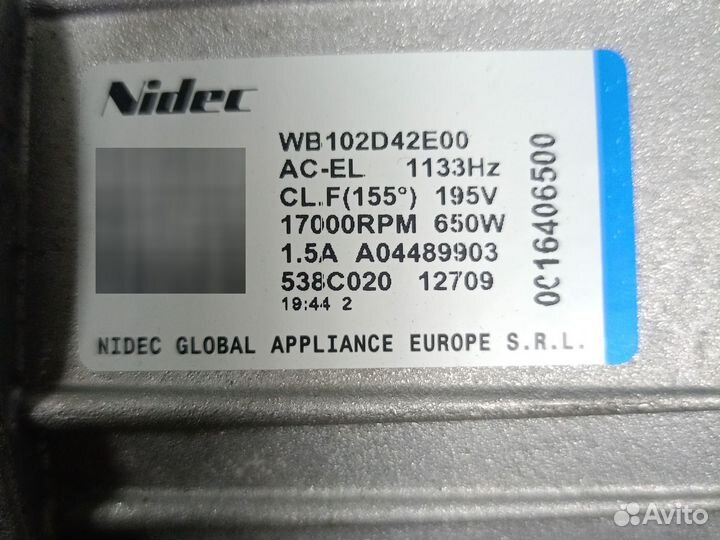 Nidec
WB102D42E00
AC-EL 1133Hz
CL.F(155°) 195V
17000RPM 650W
1.5A A04489903
538C020 12709
19:44 2
0C16406500
NIDEC GLOBAL APPLIANCE EUROPE S.R.L.
Avito